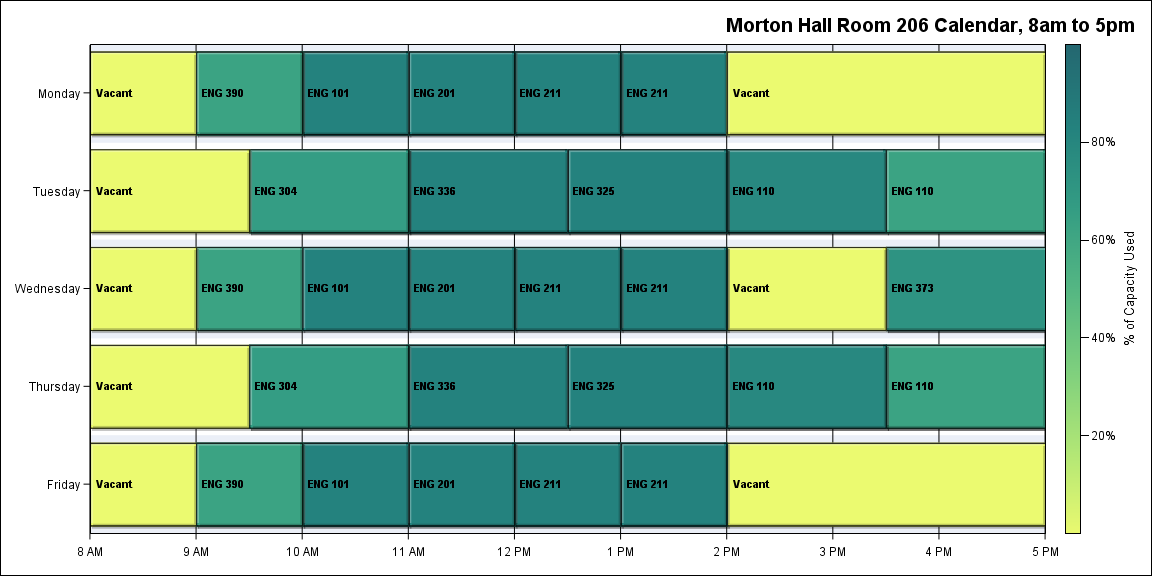 Morton Hall Room 206 Calendar, 8am to 5pm
Monday Vacant ENG 390 ENG 101 ENG 201 ENG 211 ENG 211 Vacant
80%
Tuesday Vacant ENG 304 ENG 336 ENG 325 ENG 110 ENG 110
60%
% of Capacity Used
Wednesday Vacant ENG 390 ENG 101 ENG 201 ENG 211 ENG 211 Vacant ENG 373
40%
Thursday Vacant ENG 304 ENG 336 ENG 325 ENG 110 ENG 110
20%
Friday Vacant ENG 390 ENG 101 ENG 201 ENG 211 ENG 211 Vacant
8 AM 9 AM 10 AM 11 AM 12 PM 1 PM 2 PM 3 PM 4 PM 5 PM